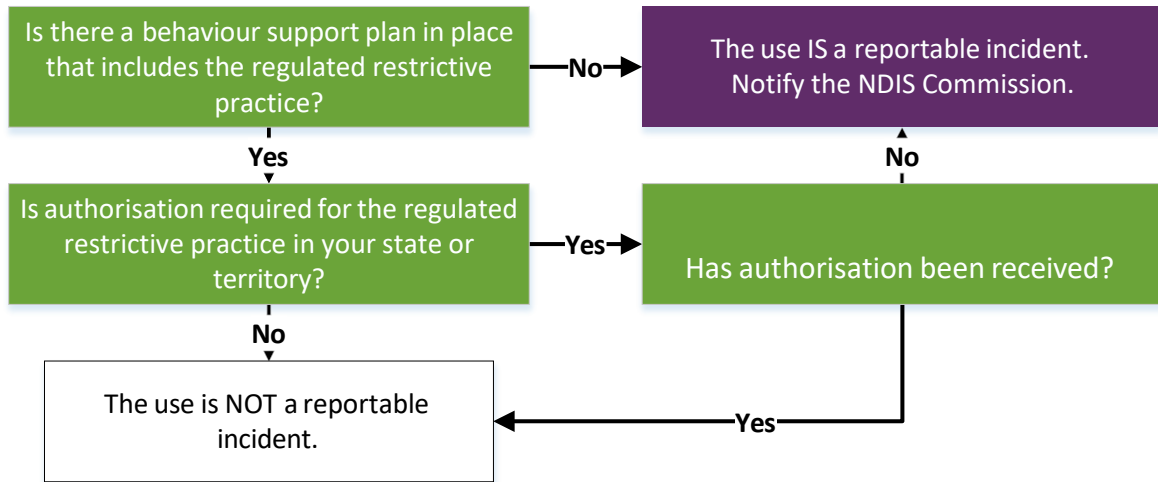 Is there a behaviour support plan in place
that includes the regulated restrictive
practice?
No
The use IS a reportable incident.
Notify the NDIS Commission.
Yes
No
Is authorisation required for the regulated
restrictive practice in your state or
territory?
Yes
Has authorisation been received?
No
The use is NOT a reportable
incident.
Yes